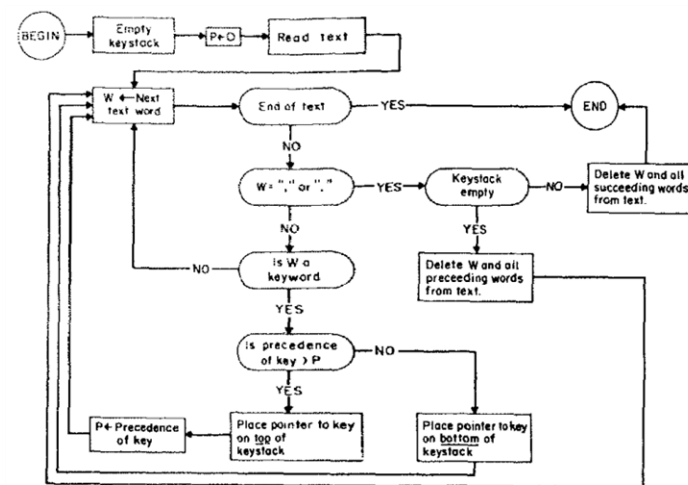 BEGIN
Empty
keystack
P←0
Read text
W ← Next
text word
End of text
YES
END
NO
W= "," or "."
YES
Keystack
empty
NO
Delete W and all
succeeding words
from text.
NO
YES
Is W a
keyword
NO
Delete W and all
preceeding words
from text.
YES
Is precedence
of key > P
NO
YES
P← Precedence
of key
Place pointer to key
on top of
keystack
Place pointer to key
on bottom of
keystack